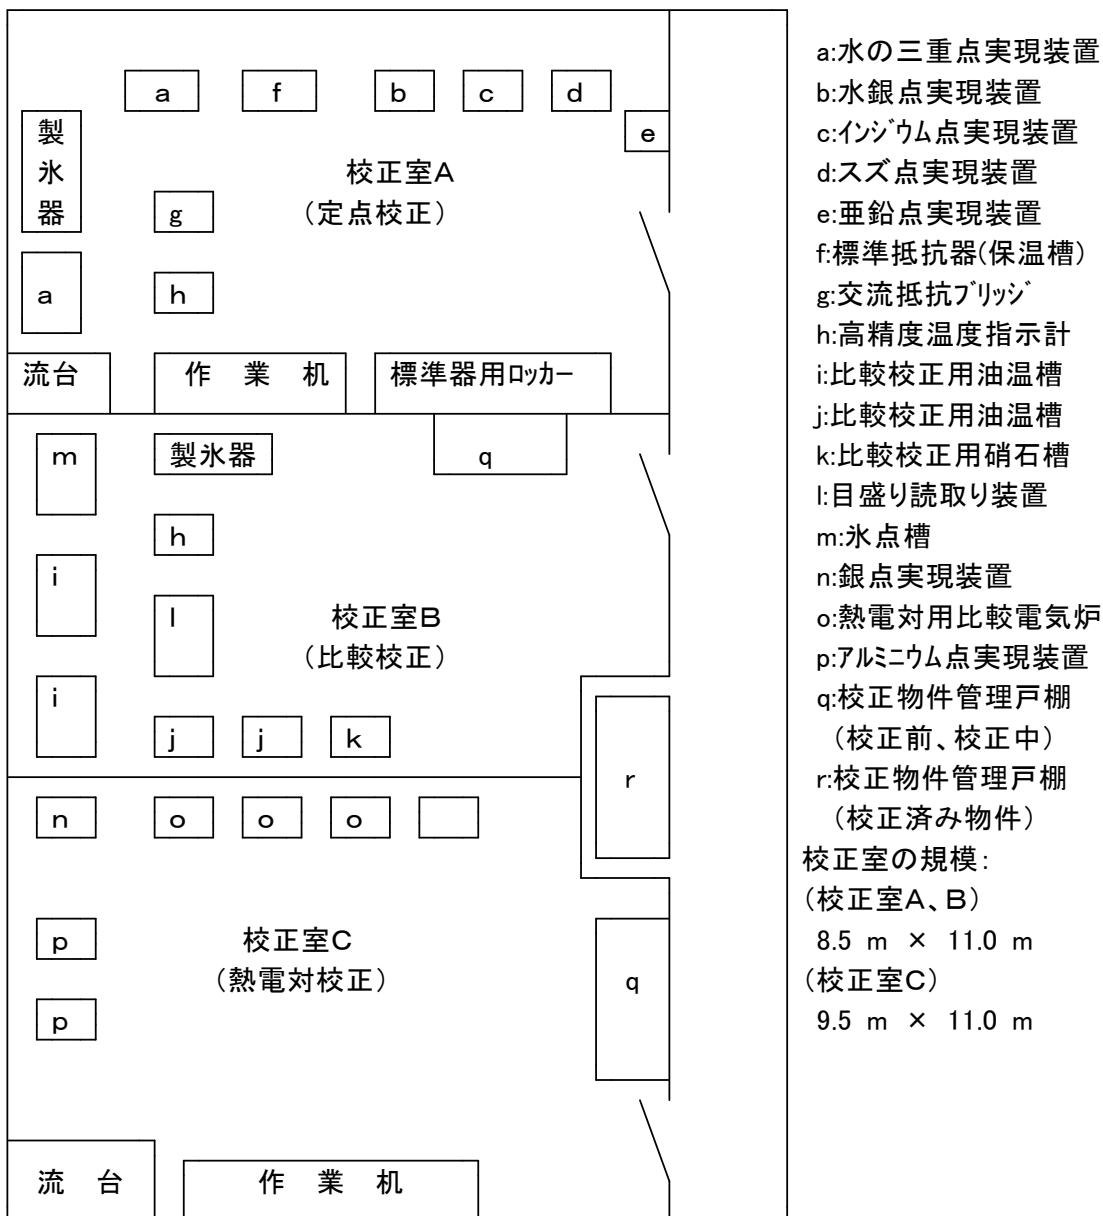 a
f
b
c
d
e
製
氷
器
校正室A
(定点校正)
g
a
h
流台
作 業 机
標準器用ロッカー
m
製氷器
q
h
i
l
校正室B
(比較校正)
i
j
j
k
r
n
o
o
o
p
校正室C
(熱電対校正)
q
p
流 台
作 業 机
a:水の三重点実現装置
b:水銀点実現装置
c:インジウム点実現装置
d:スズ点実現装置
e:亜鉛点実現装置
f:標準抵抗器(保温槽)
g:交流抵抗ブリッジ
h:高精度温度指示計
i:比較校正用油温槽
j:比較校正用油温槽
k:比較校正用硝石槽
l:目盛り読取り装置
m:氷点槽
n:銀点実現装置
o:熱電対用比較電気炉
p:アルミニウム点実現装置
q:校正物件管理戸棚
(校正前、校正中)
r:校正物件管理戸棚
(校正済み物件)
校正室の規模:
(校正室A、B)
8.5 m × 11.0 m
(校正室C)
9.5 m × 11.0 m